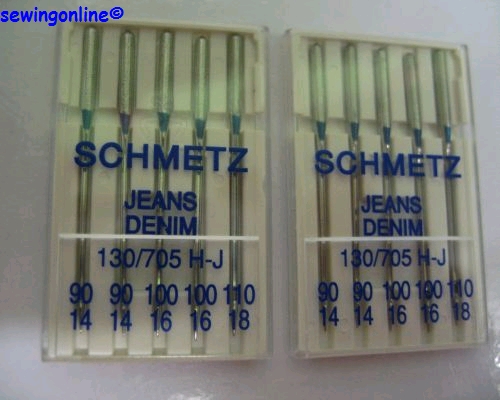 sewingonline©
SCHMETZ
JEANS
DENIM
130/705 H-J
90 90 100 100 110
14 14 16 16 18
SCHMETZ
JEANS
DENIM
130/705 H-J
90 90 100 100 110
14 14 16 16 18